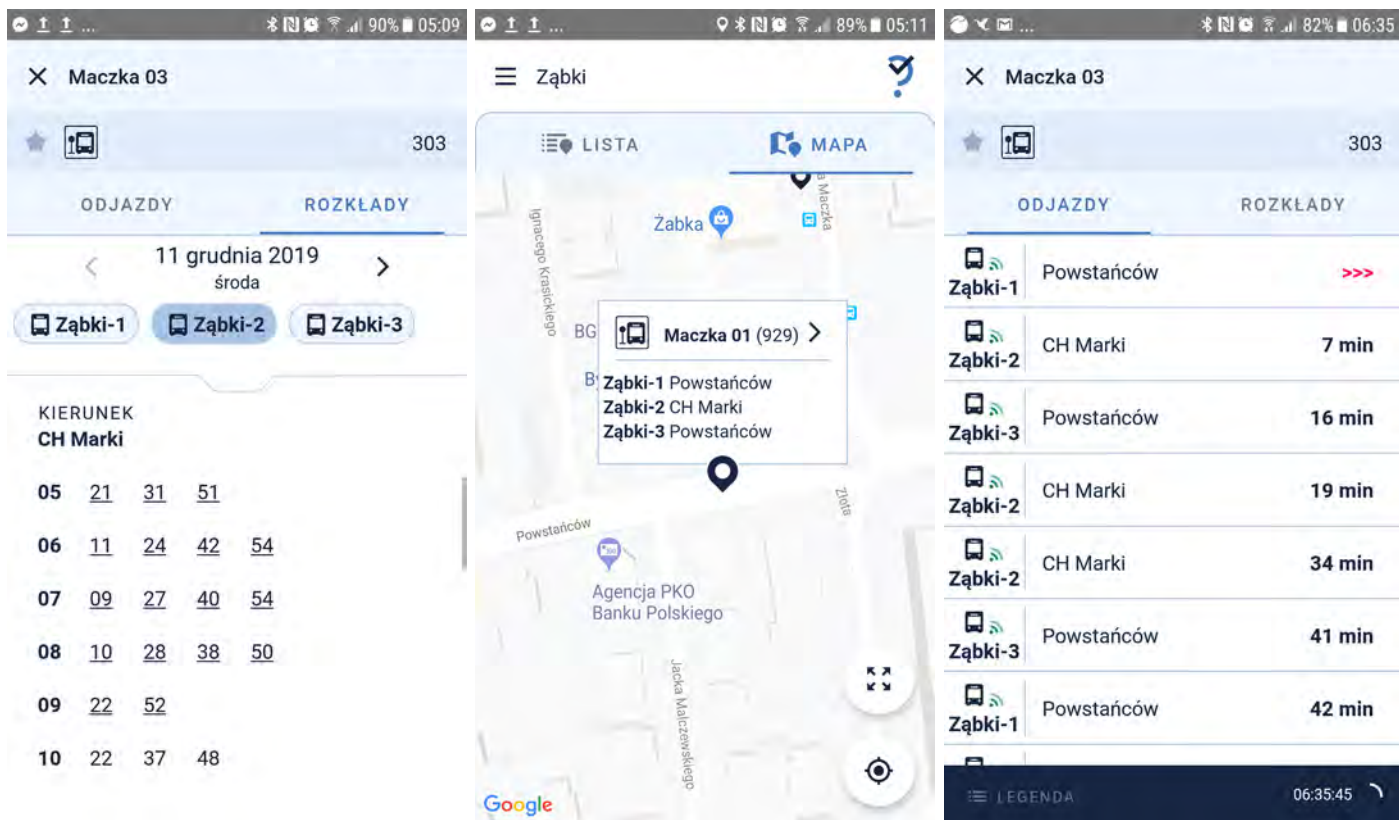 ... 90% 05:09
Maczka 03
303
ODJAZDY ROZKŁADY
< 11 grudnia 2019 >
środa
Ząbki-1 Ząbki-2 Ząbki-3
KIERUNEK
CH Marki
05 21 31 51
06 11 24 42 54
07 09 27 40 54
08 10 28 38 50
09 22 52
10 22 37 48
... 89% 05:11
Ząbki
LISTA MAPA
a Maczka
Żabka
Ignacego Krasickiego
BG
Maczka 01 (929) >
Ząbki-1 Powstańców
Ząbki-2 CH Marki
Ząbki-3 Powstańców
Złota
Powstańców
Agencja PKO
Banku Polskiego
Jacka Malczewskiego
Google
... 82% 06:35
Maczka 03
303
ODJAZDY ROZKŁADY
Ząbki-1 Powstańców >>>
Ząbki-2 CH Marki 7 min
Ząbki-3 Powstańców 16 min
Ząbki-2 CH Marki 19 min
Ząbki-2 CH Marki 34 min
Ząbki-3 Powstańców 41 min
Ząbki-1 Powstańców 42 min
LEGENDA 06:35:45